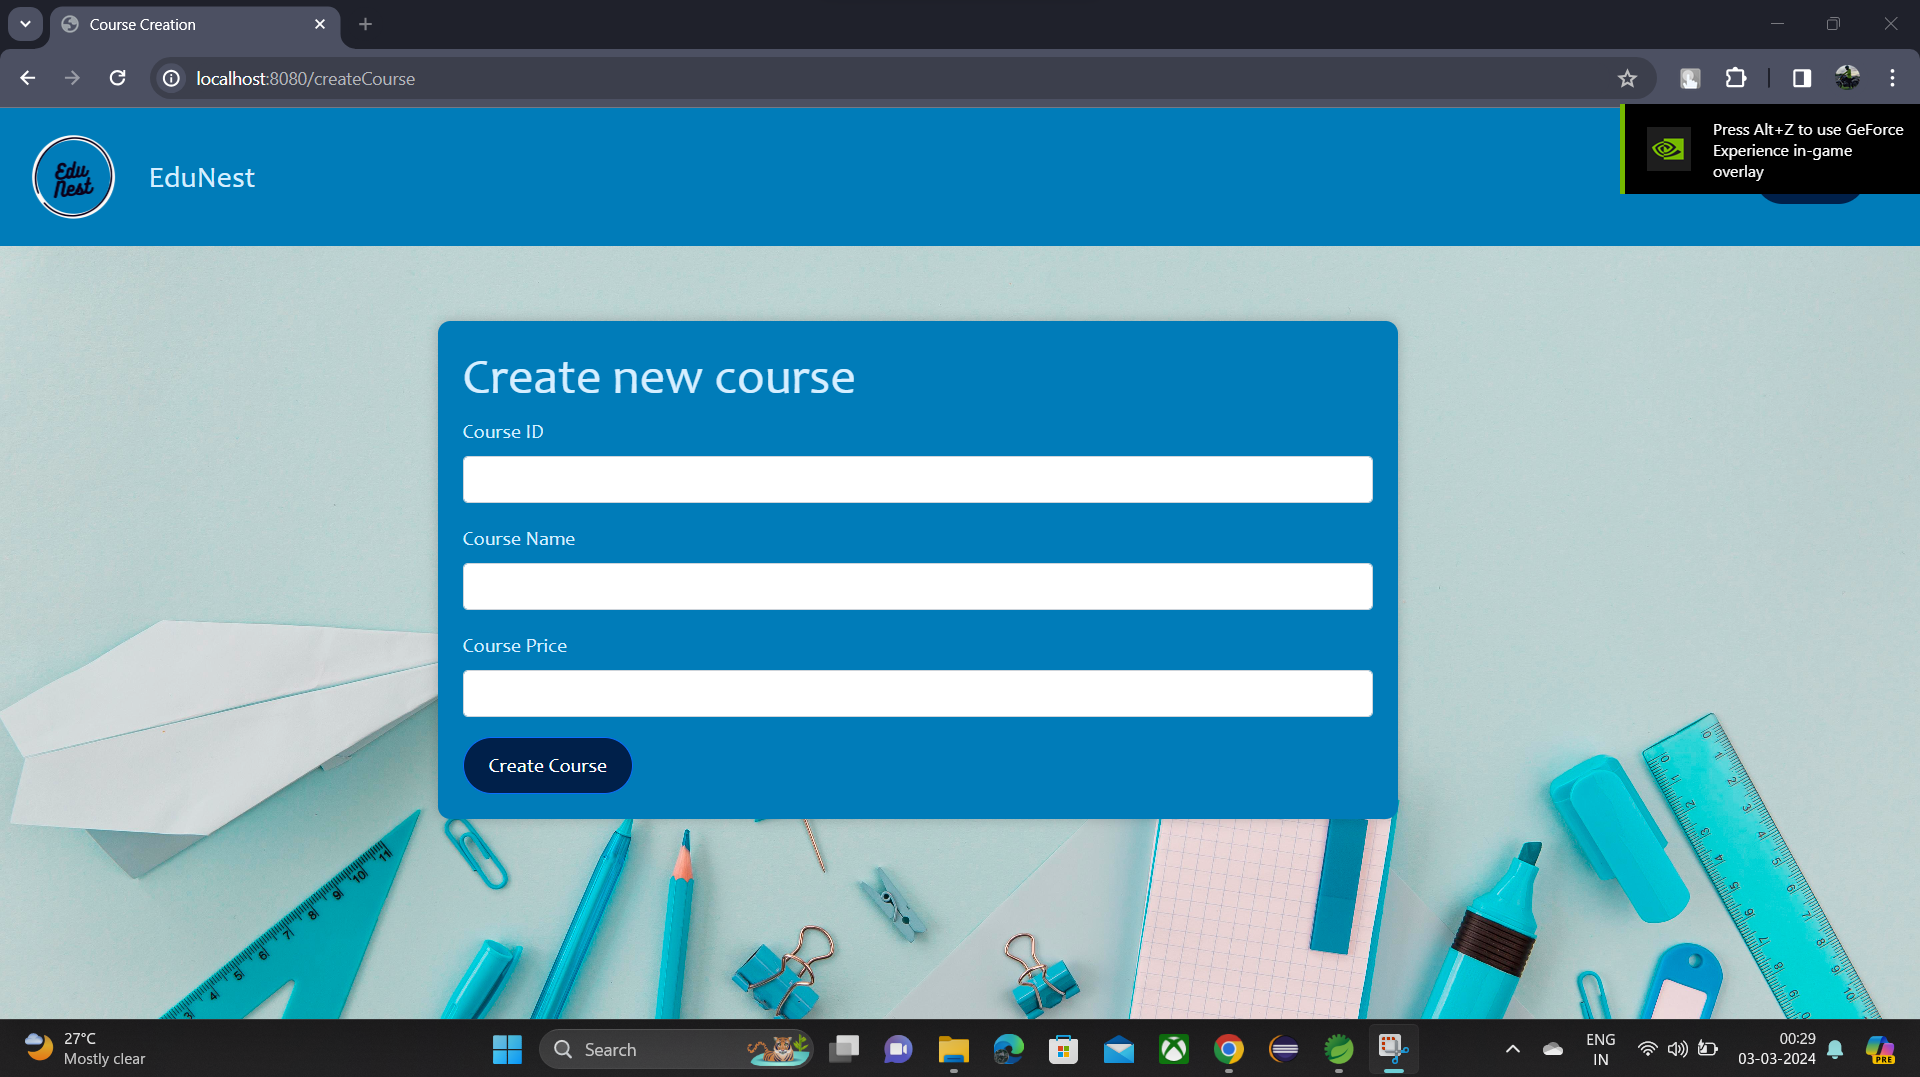 Course Creation
localhost:8080/createCourse
Press Alt+Z to use GeForce
Experience in-game
overlay
Edu
Nest
EduNest
Create new course
Course ID
Course Name
Course Price
Create Course
27°C
Mostly clear
Search
ENG
IN
00:29
03-03-2024
PRE